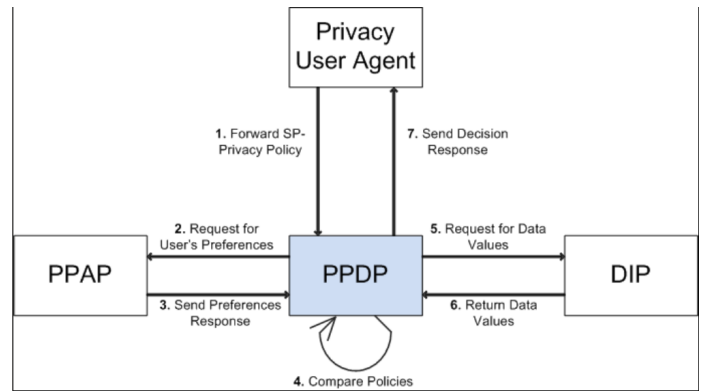 Privacy
User Agent
1. Forward SP-
Privacy Policy
7. Send Decision
Response
2. Request for
User's Preferences
5. Request for Data
Values
PPAP
PPDP
DIP
3. Send Preferences
Response
6. Return Data
Values
4. Compare Policies